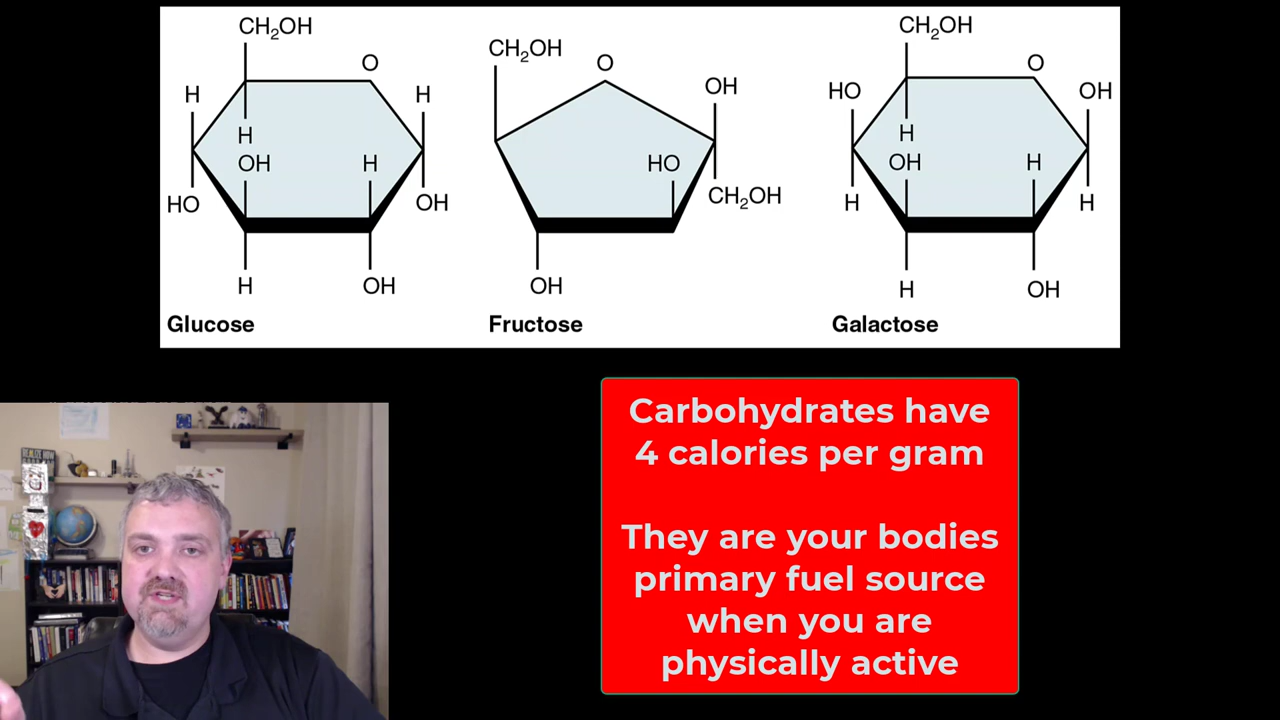 CH₂OH
O
H
H
H
OH
H
HO
OH
H
OH
Glucose
CH₂OH
O
OH
HO
CH₂OH
OH
Fructose
CH₂OH
O
HO
OH
H
OH
H
H
H
H
OH
Galactose
Carbohydrates have
4 calories per gram
They are your bodies
primary fuel source
when you are
physically active